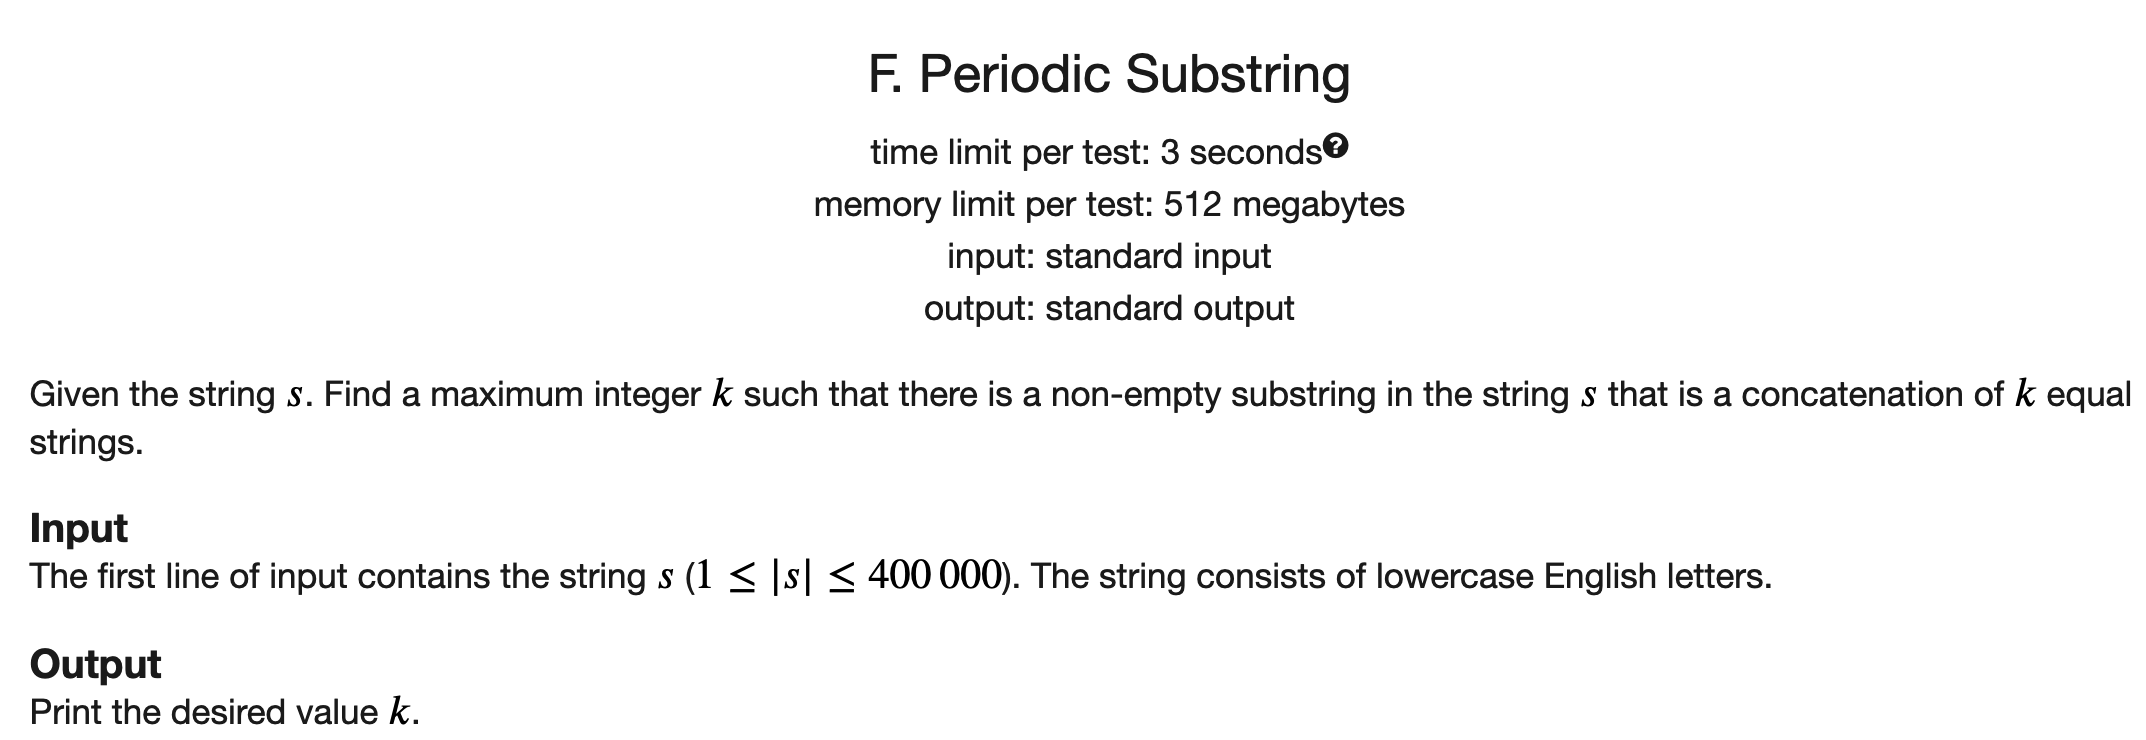 F. Periodic Substring
time limit per test: 3 seconds?
memory limit per test: 512 megabytes
input: standard input
output: standard output
Given the string s. Find a maximum integer k such that there is a non-empty substring in the string s that is a concatenation of k equal
strings.
Input
The first line of input contains the string s (1 ≤ |s| ≤ 400 000). The string consists of lowercase English letters.
Output
Print the desired value k.